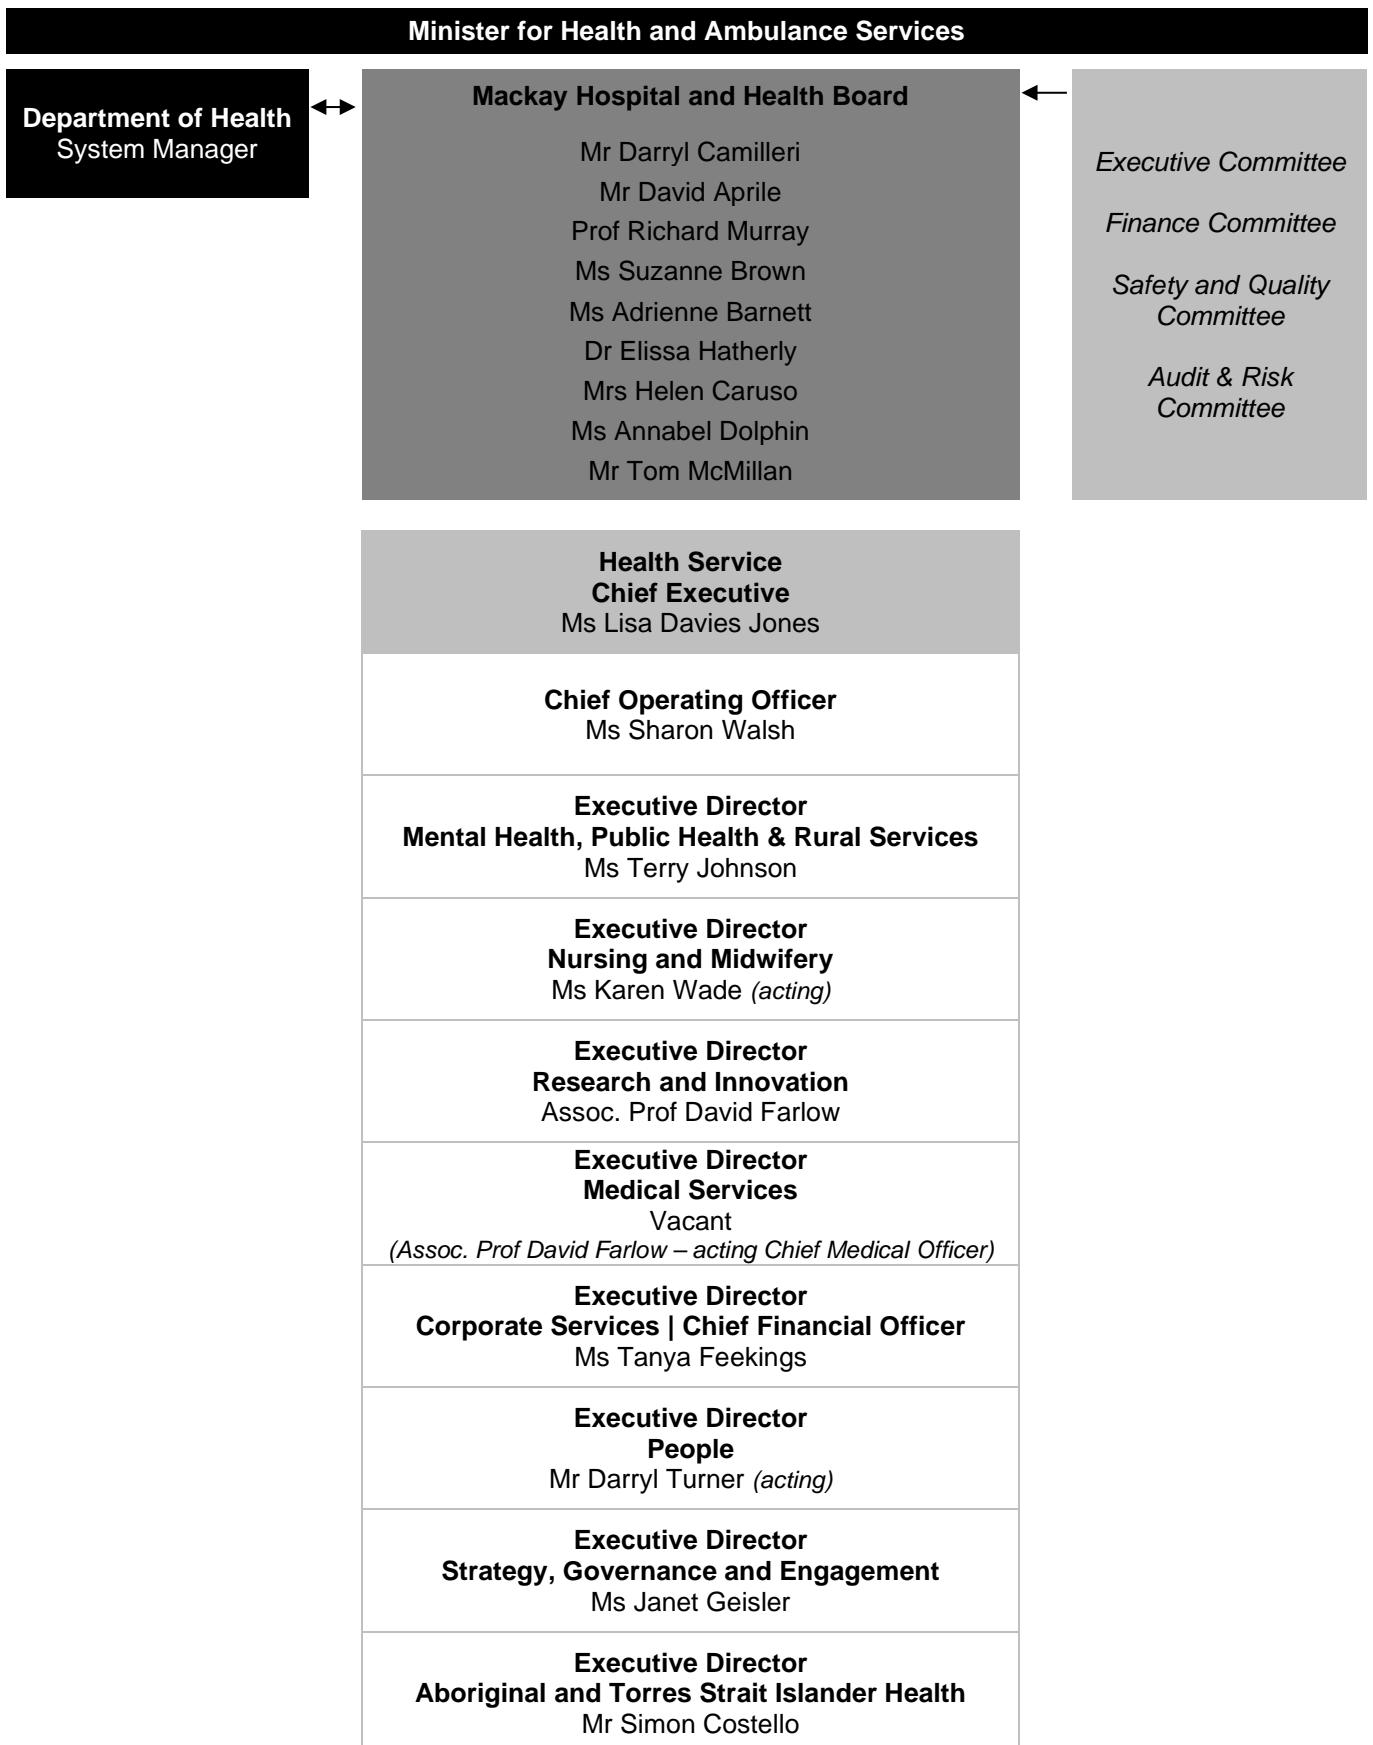 Minister for Health and Ambulance Services
Department of Health
System Manager
Mackay Hospital and Health Board
Mr Darryl Camilleri
Mr David Aprile
Prof Richard Murray
Ms Suzanne Brown
Ms Adrienne Barnett
Dr Elissa Hatherly
Mrs Helen Caruso
Ms Annabel Dolphin
Mr Tom McMillan
Executive Committee
Finance Committee
Safety and Quality
Committee
Audit & Risk
Committee
Health Service
Chief Executive
Ms Lisa Davies Jones
Chief Operating Officer
Ms Sharon Walsh
Executive Director
Mental Health, Public Health & Rural Services
Ms Terry Johnson
Executive Director
Nursing and Midwifery
Ms Karen Wade (acting)
Executive Director
Research and Innovation
Assoc. Prof David Farlow
Executive Director
Medical Services
Vacant
(Assoc. Prof David Farlow – acting Chief Medical Officer)
Executive Director
Corporate Services | Chief Financial Officer
Ms Tanya Feekings
Executive Director
People
Mr Darryl Turner (acting)
Executive Director
Strategy, Governance and Engagement
Ms Janet Geisler
Executive Director
Aboriginal and Torres Strait Islander Health
Mr Simon Costello